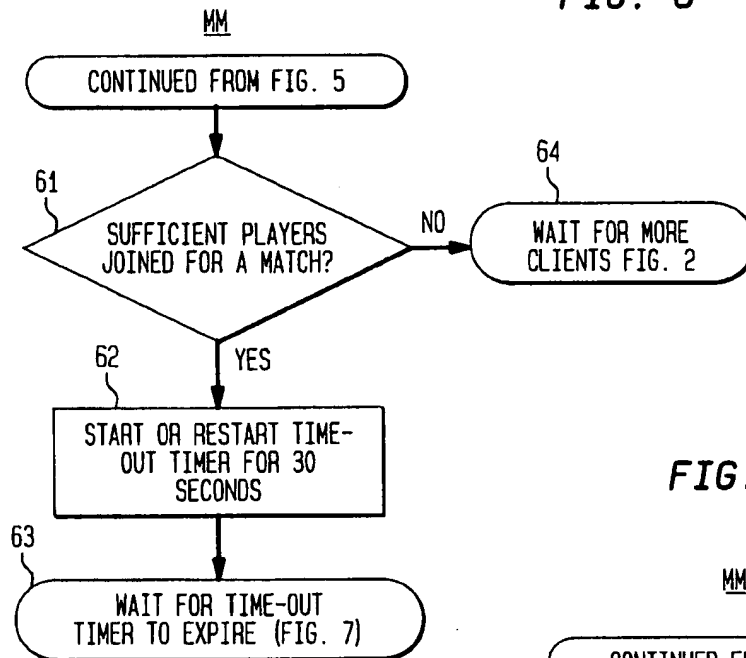 MM
CONTINUED FROM FIG. 5
61
SUFFICIENT PLAYERS
JOINED FOR A MATCH?
NO
64
WAIT FOR MORE
CLIENTS FIG. 2
YES
62
START OR RESTART TIME-
OUT TIMER FOR 30
SECONDS
63
WAIT FOR TIME-OUT
TIMER TO EXPIRE (FIG. 7)
FIG.
MM